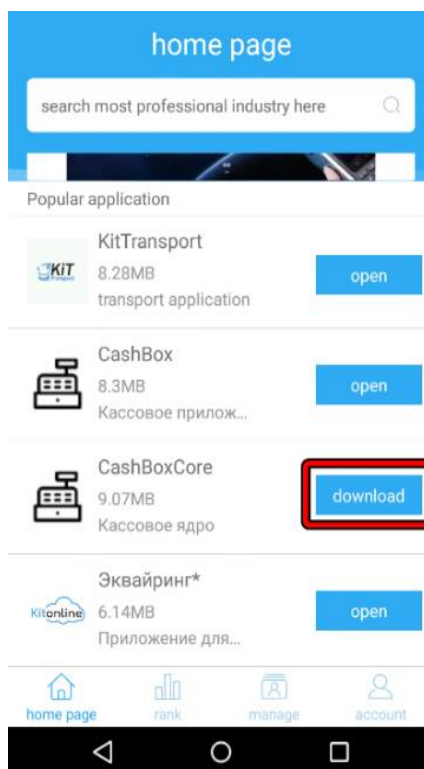 home page
search most professional industry here
Popular application
KitTransport
KiT
8.28MB
open
transport application
CashBox
8.3MB
open
Кассовое прилож...
CashBoxCore
9.07MB
download
Кассовое ядро
Эквайринг*
Kitonline
6.14MB
open
Приложение для...
home page
rank
manage
account